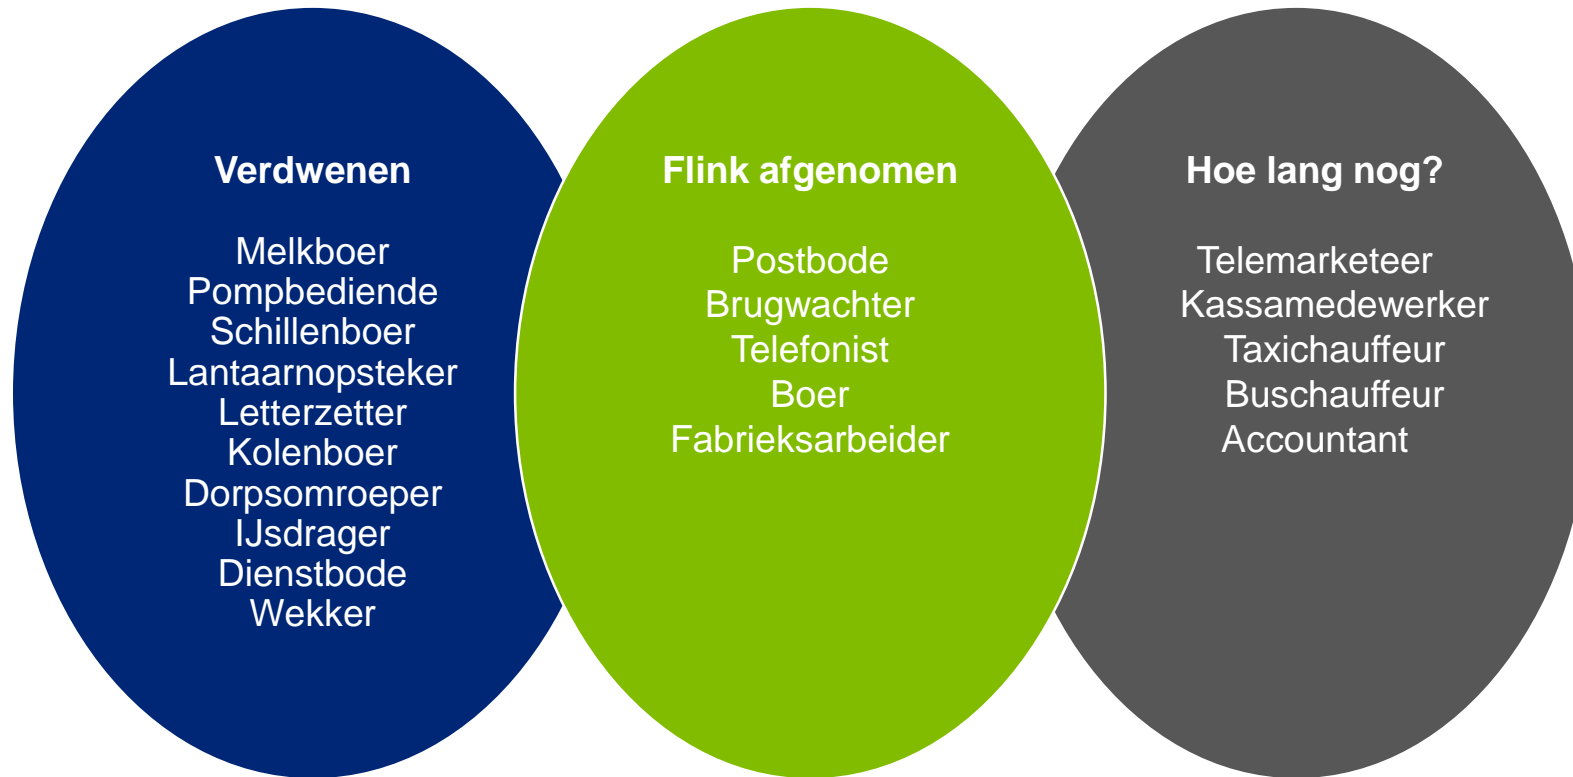 Verdwenen
Melkboer
Pompbediende
Schillenboer
Lantaarnopsteker
Letterzetter
Kolenboer
Dorpsomroeper
IJsdrager
Dienstbode
Wekker
Flink afgenomen
Postbode
Brugwachter
Telefonist
Boer
Fabrieksarbeider
Hoe lang nog?
Telemarketeer
Kassamedewerker
Taxichauffeur
Buschauffeur
Accountant